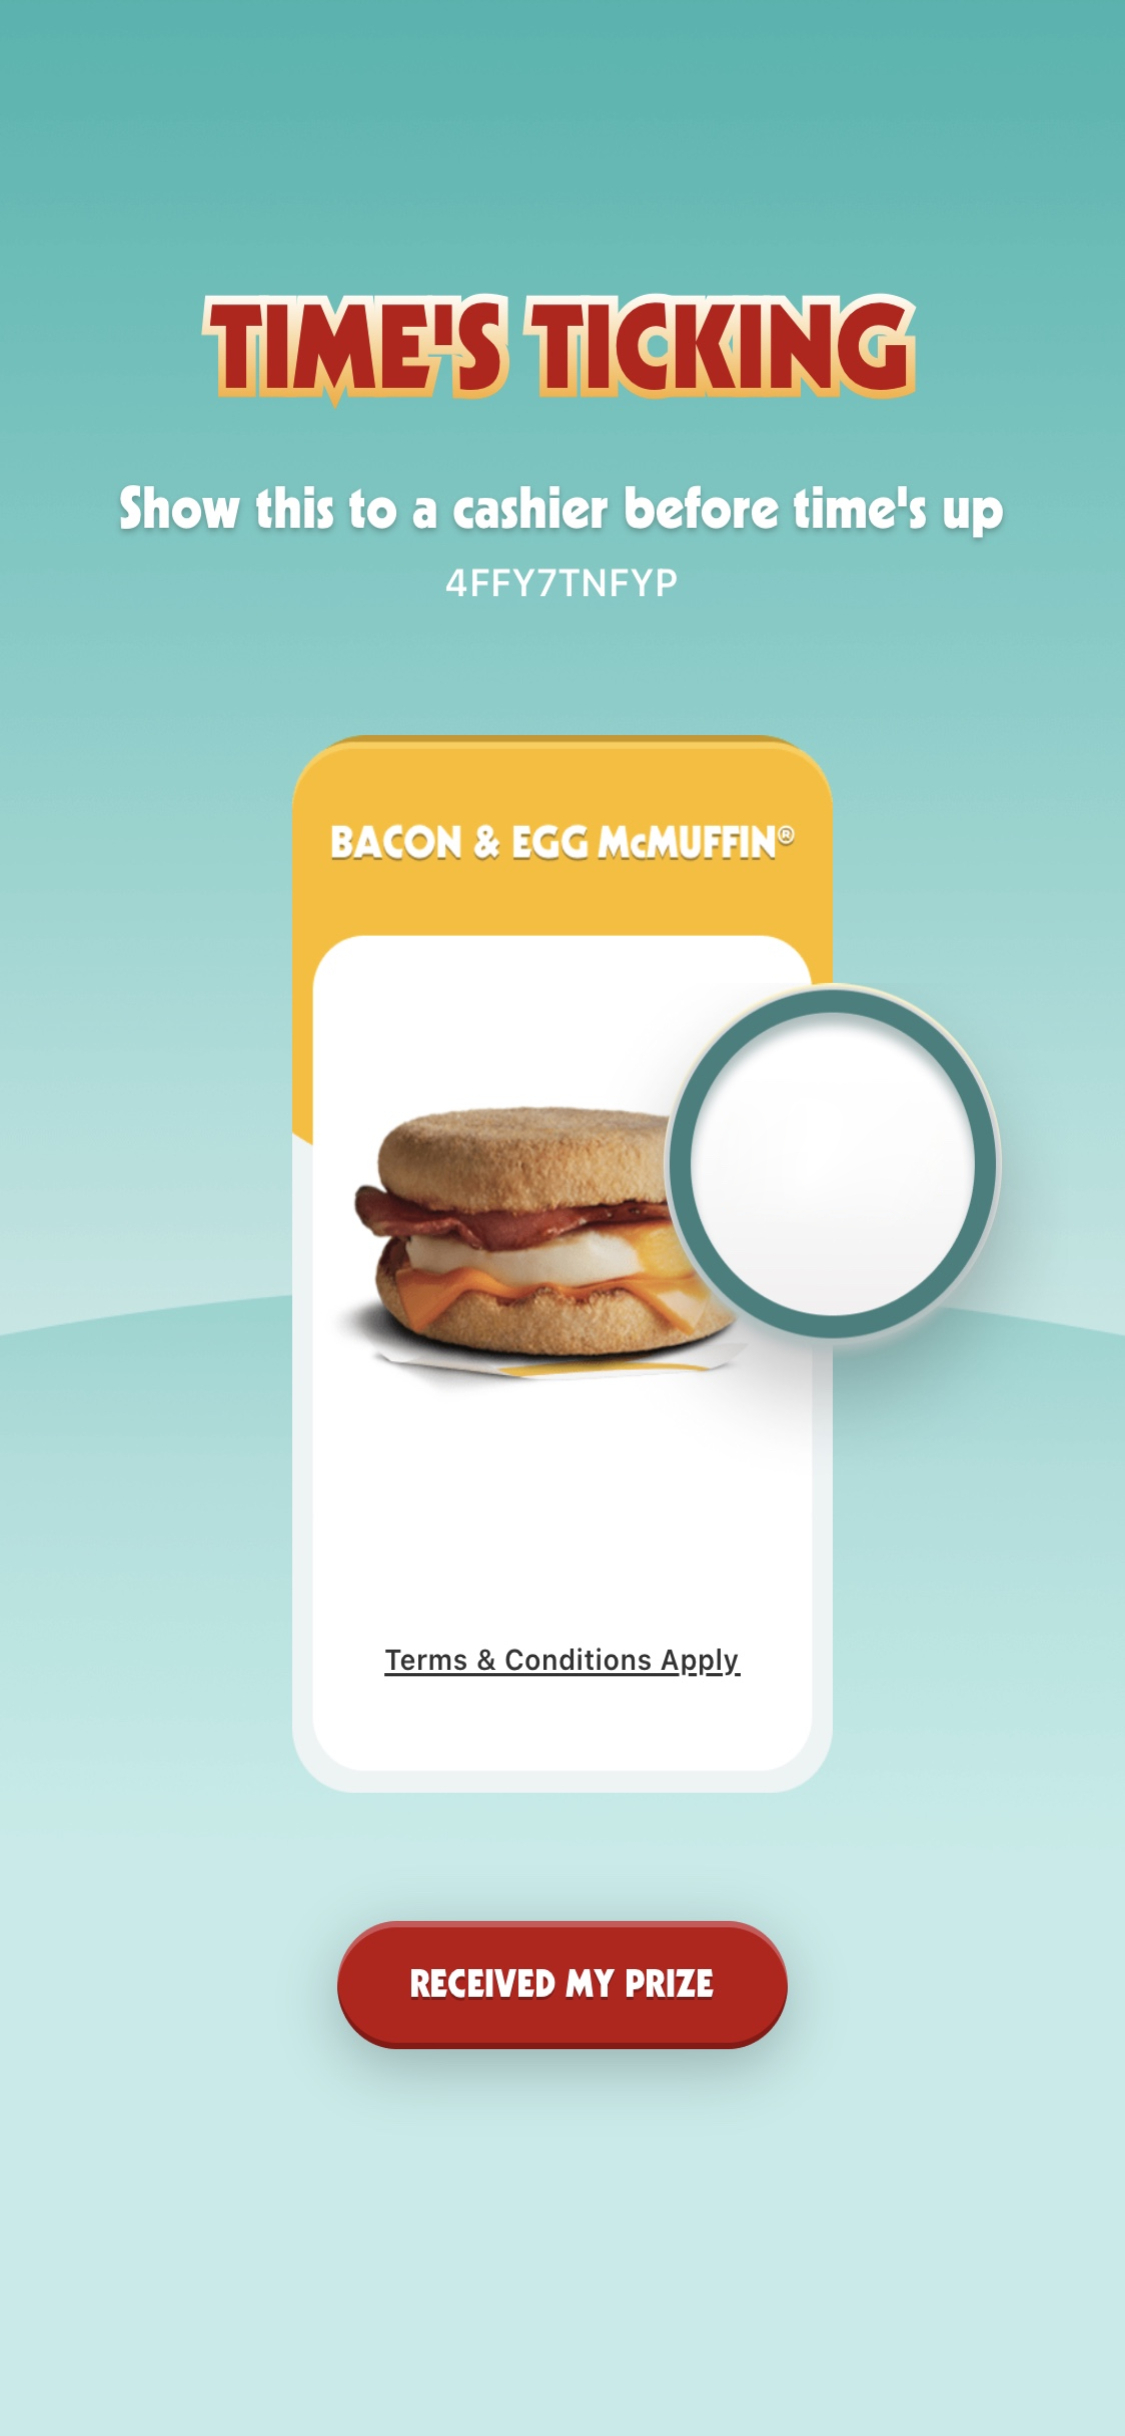 TIME'S TICKING
Show this to a cashier before time's up
4FFY7TNFYP
BACON & EGG McMUFFIN®
Terms & Conditions Apply
RECEIVED MY PRIZE